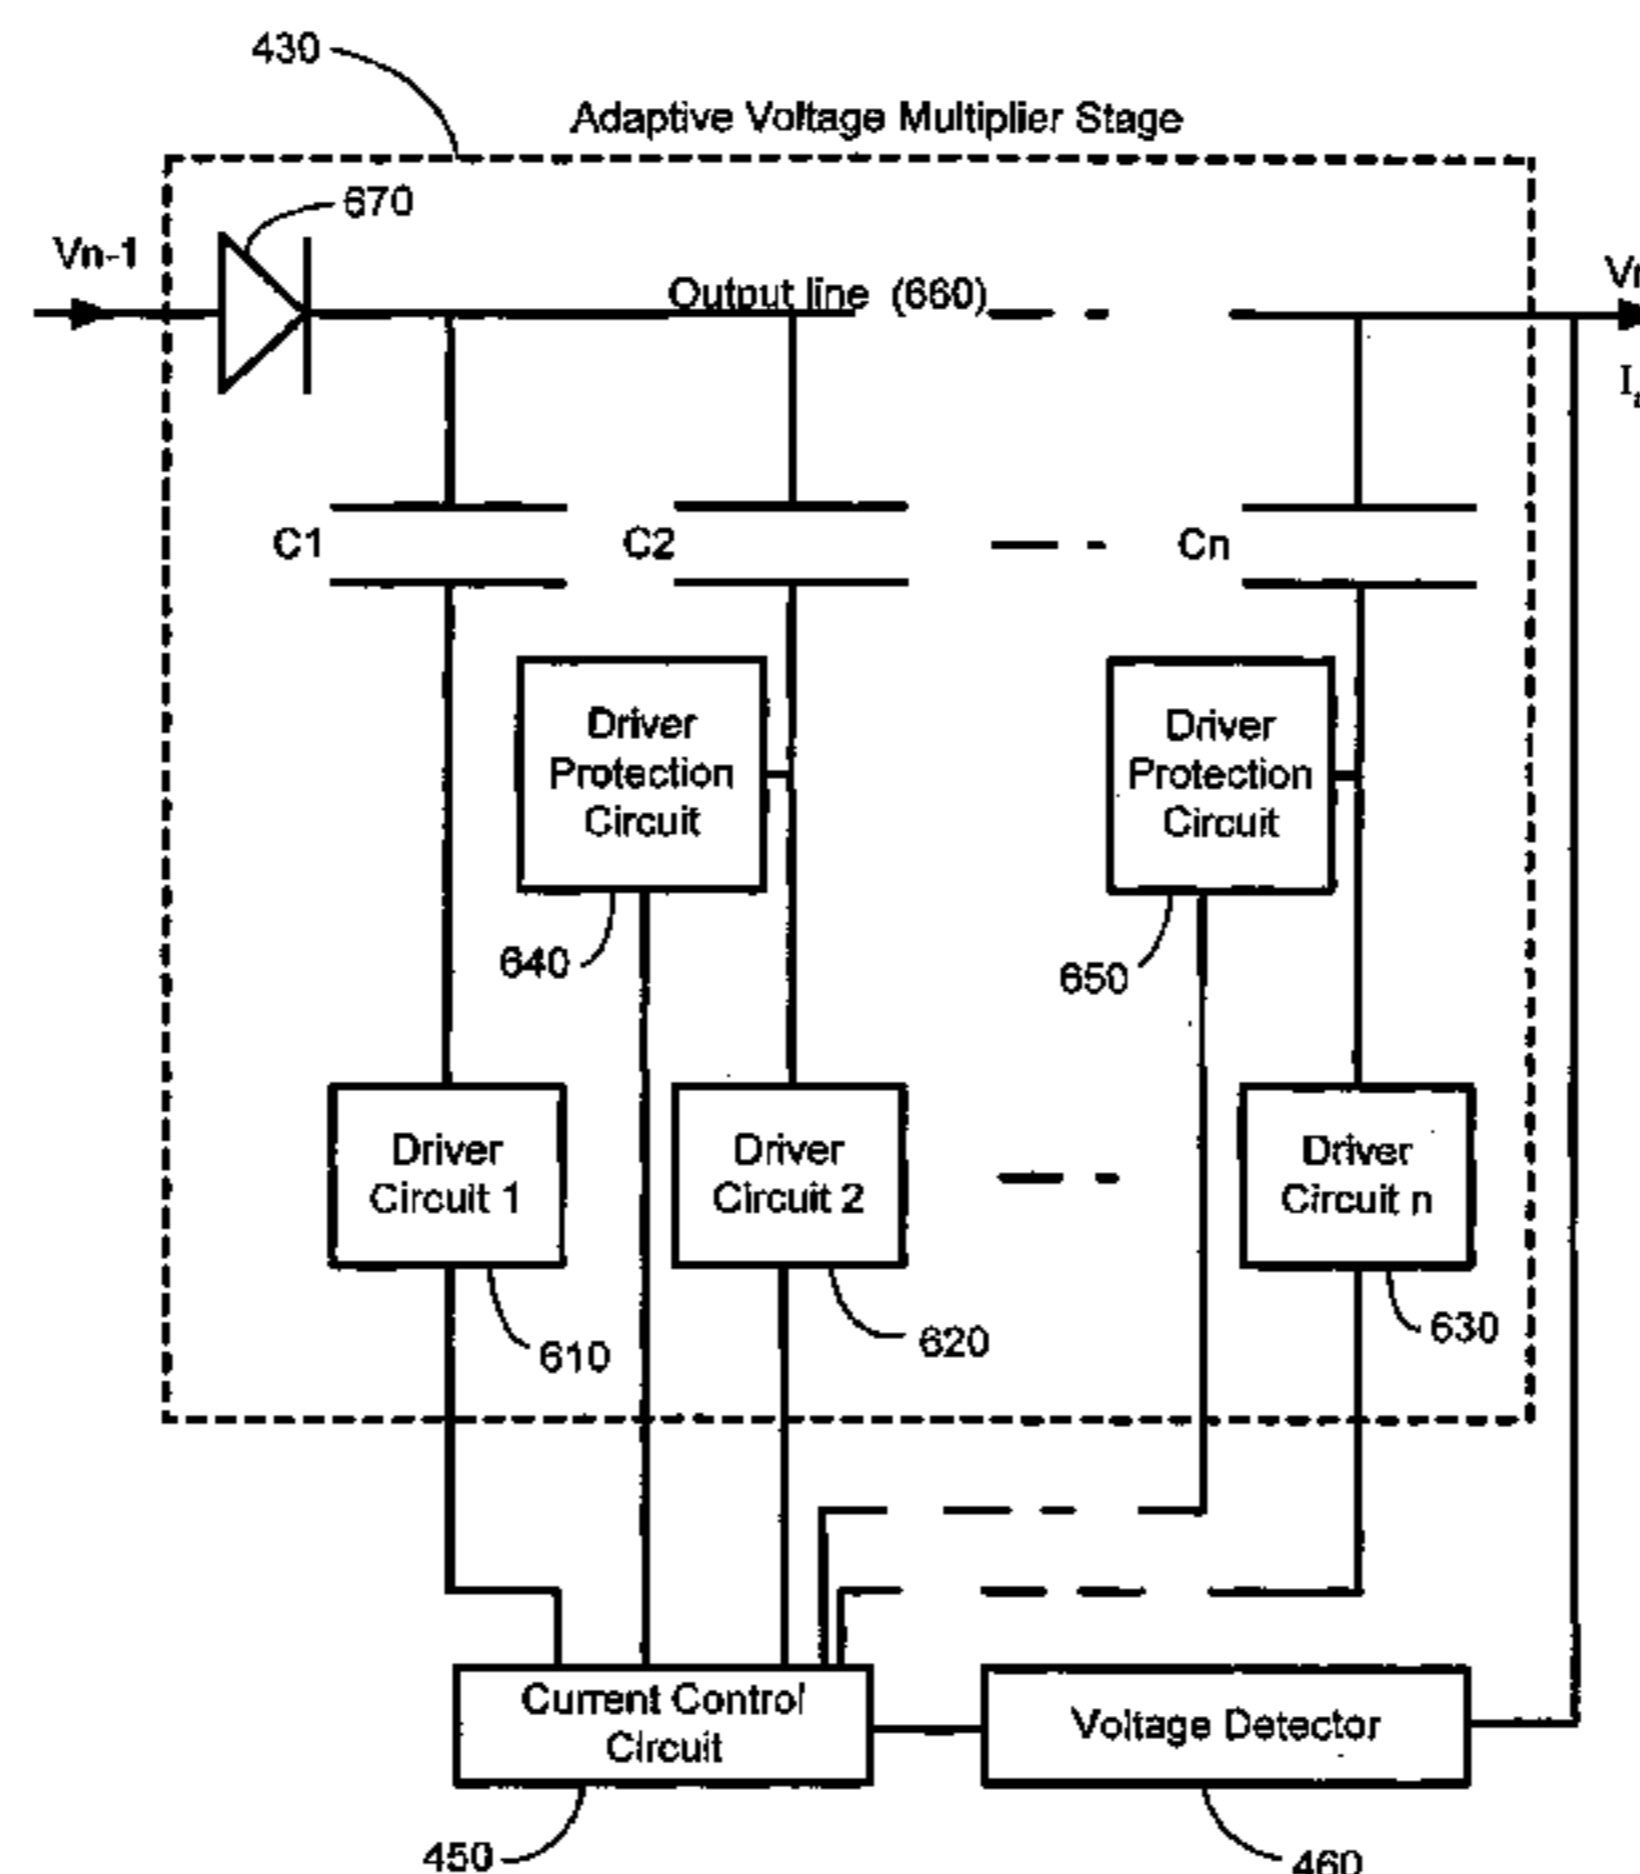 430
Adaptive Voltage Multiplier Stage
670
Vn-1
Output line (660)
C1
C2
Cn
Driver
Protection
Circuit
Driver
Protection
Circuit
640
650
Driver
Circuit 1
Driver
Circuit 2
Driver
Circuit n
610
620
630
Current Control
Circuit
Voltage Detector
450
460